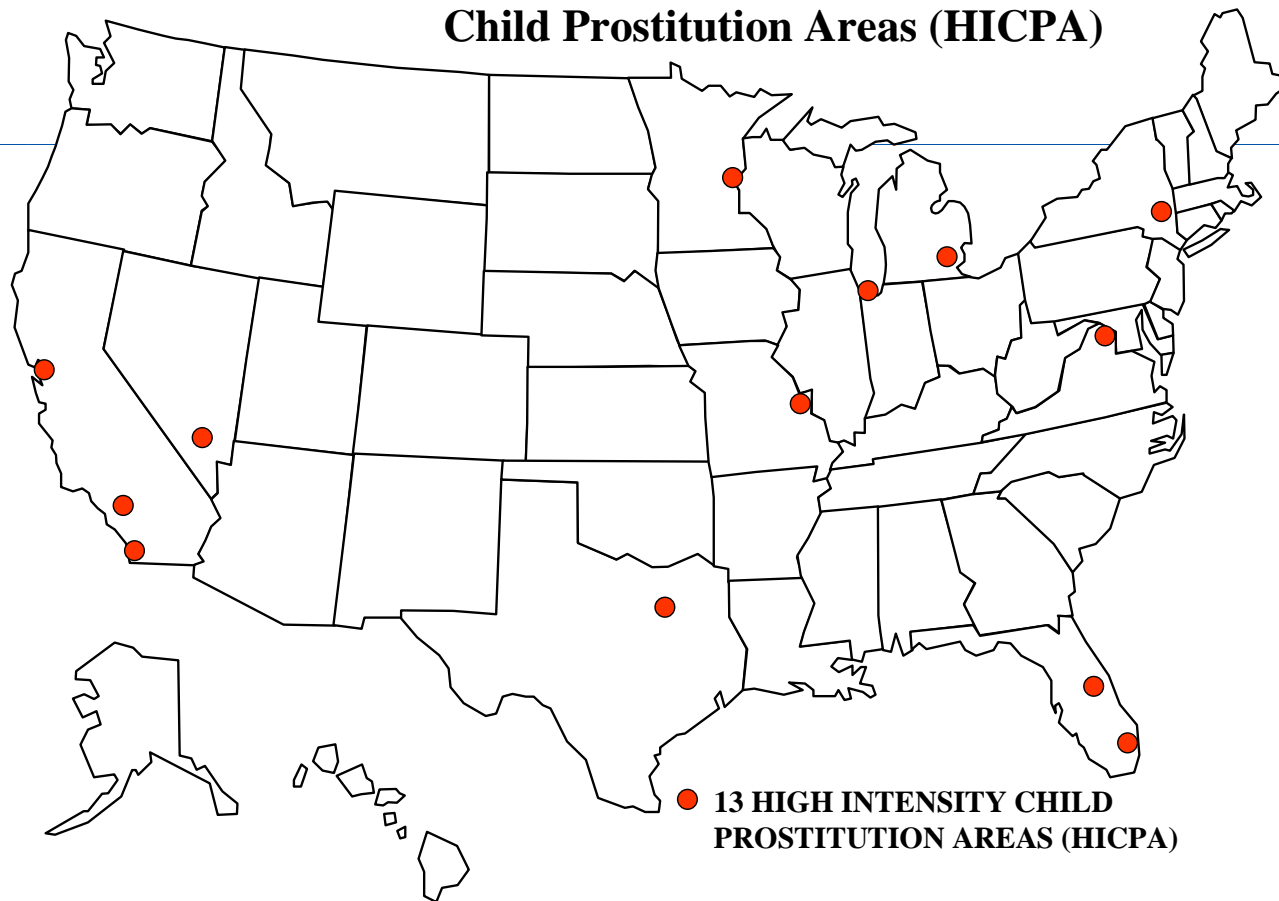 Child Prostitution Areas (HICPA)
13 HIGH INTENSITY CHILD
PROSTITUTION AREAS (HICPA)